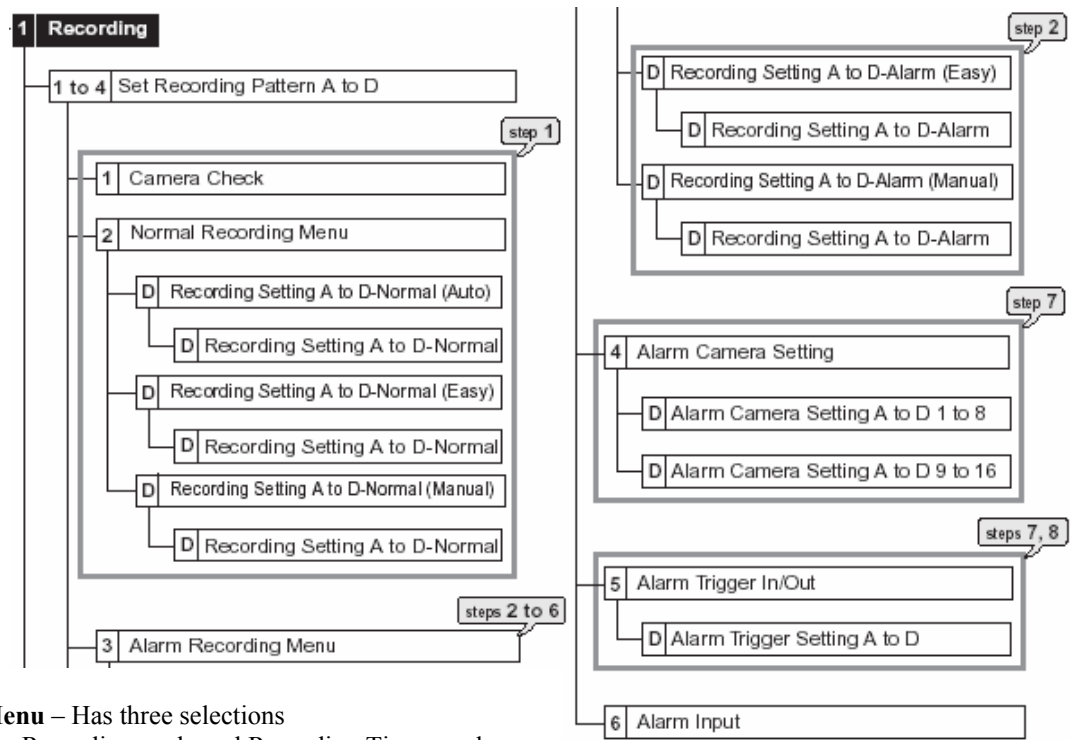 1 Recording
1 to 4 Set Recording Pattern A to D
step 1
1 Camera Check
2 Normal Recording Menu
D Recording Setting A to D-Normal (Auto)
D Recording Setting A to D-Normal
D Recording Setting A to D-Normal (Easy)
D Recording Setting A to D-Normal
D Recording Setting A to D-Normal (Manual)
D Recording Setting A to D-Normal
steps 2 to 6
3 Alarm Recording Menu
step 2
D Recording Setting A to D-Alarm (Easy)
D Recording Setting A to D-Alarm
D Recording Setting A to D-Alarm (Manual)
D Recording Setting A to D-Alarm
step 7
4 Alarm Camera Setting
D Alarm Camera Setting A to D 1 to 8
D Alarm Camera Setting A to D 9 to 16
steps 7, 8
5 Alarm Trigger In/Out
D Alarm Trigger Setting A to D
6 Alarm Input
– Has three selections